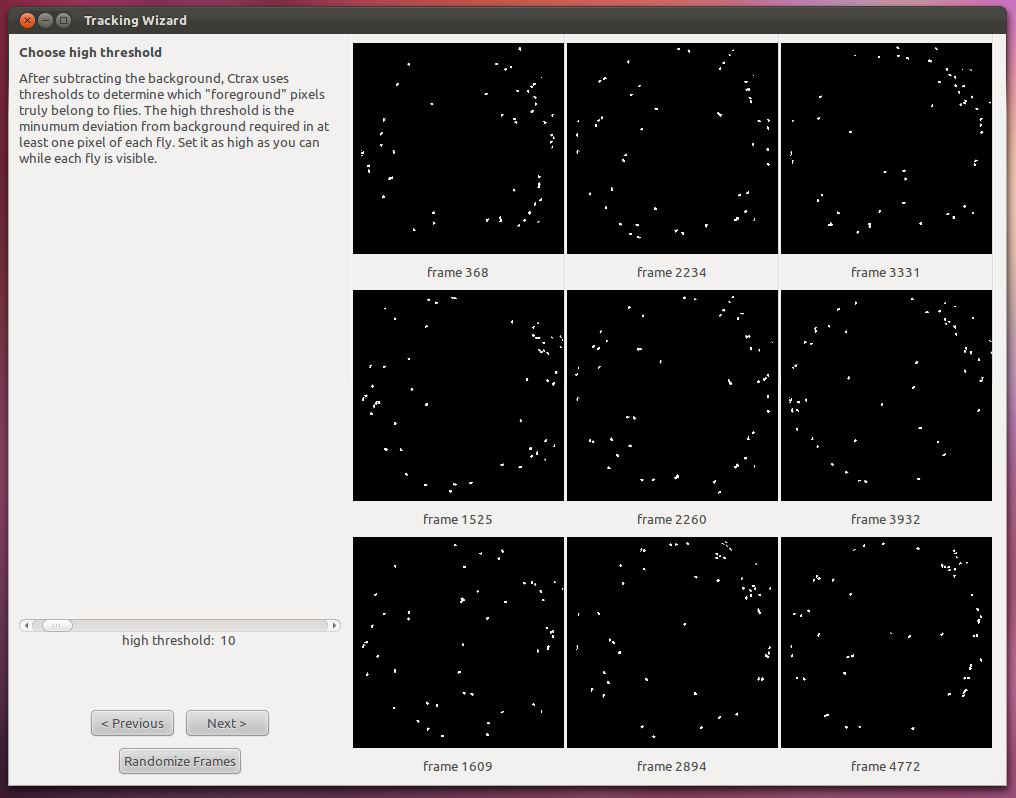 Tracking Wizard
Choose high threshold
After subtracting the background, Ctrax uses
thresholds to determine which "foreground" pixels
truly belong to flies. The high threshold is the
minumum deviation from background required in at
least one pixel of each fly. Set it as high as you can
while each fly is visible.
high threshold: 10
< Previous
Next >
Randomize Frames
frame 368
frame 2234
frame 3331
frame 1525
frame 2260
frame 3932
frame 1609
frame 2894
frame 4772